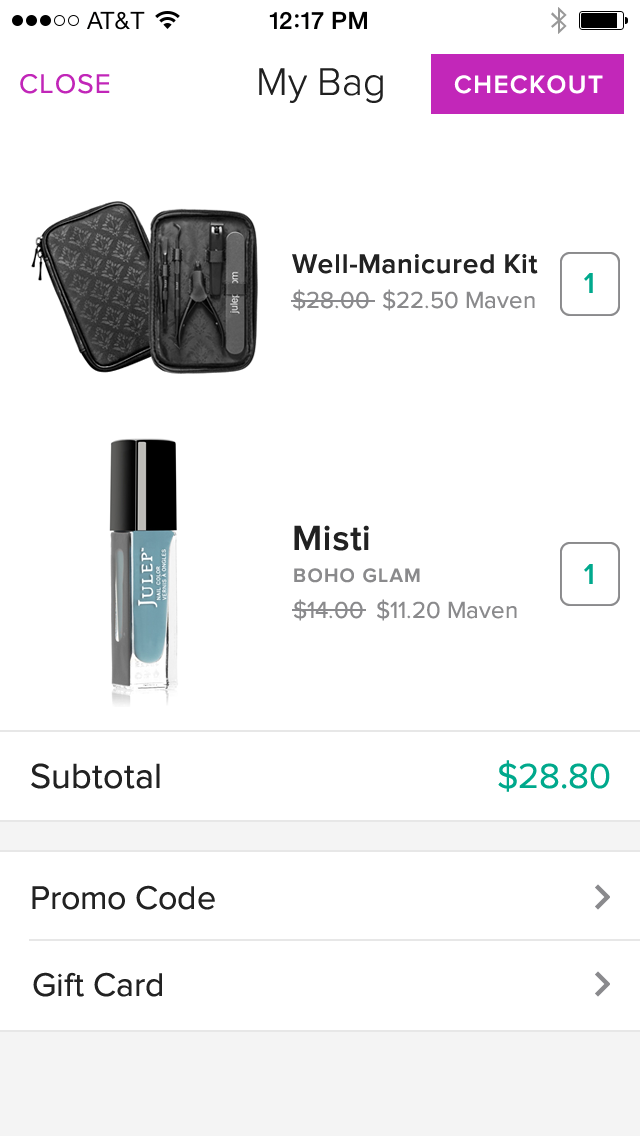 AT&T 12:17 PM
CLOSE My Bag CHECKOUT
Well-Manicured Kit
$28.00 $22.50 Maven
1
julep
JULEP™
NAIL COLOR
VERNIS À ONGLES
Misti
BOHO GLAM
$14.00 $11.20 Maven
1
Subtotal $28.80
Promo Code
Gift Card